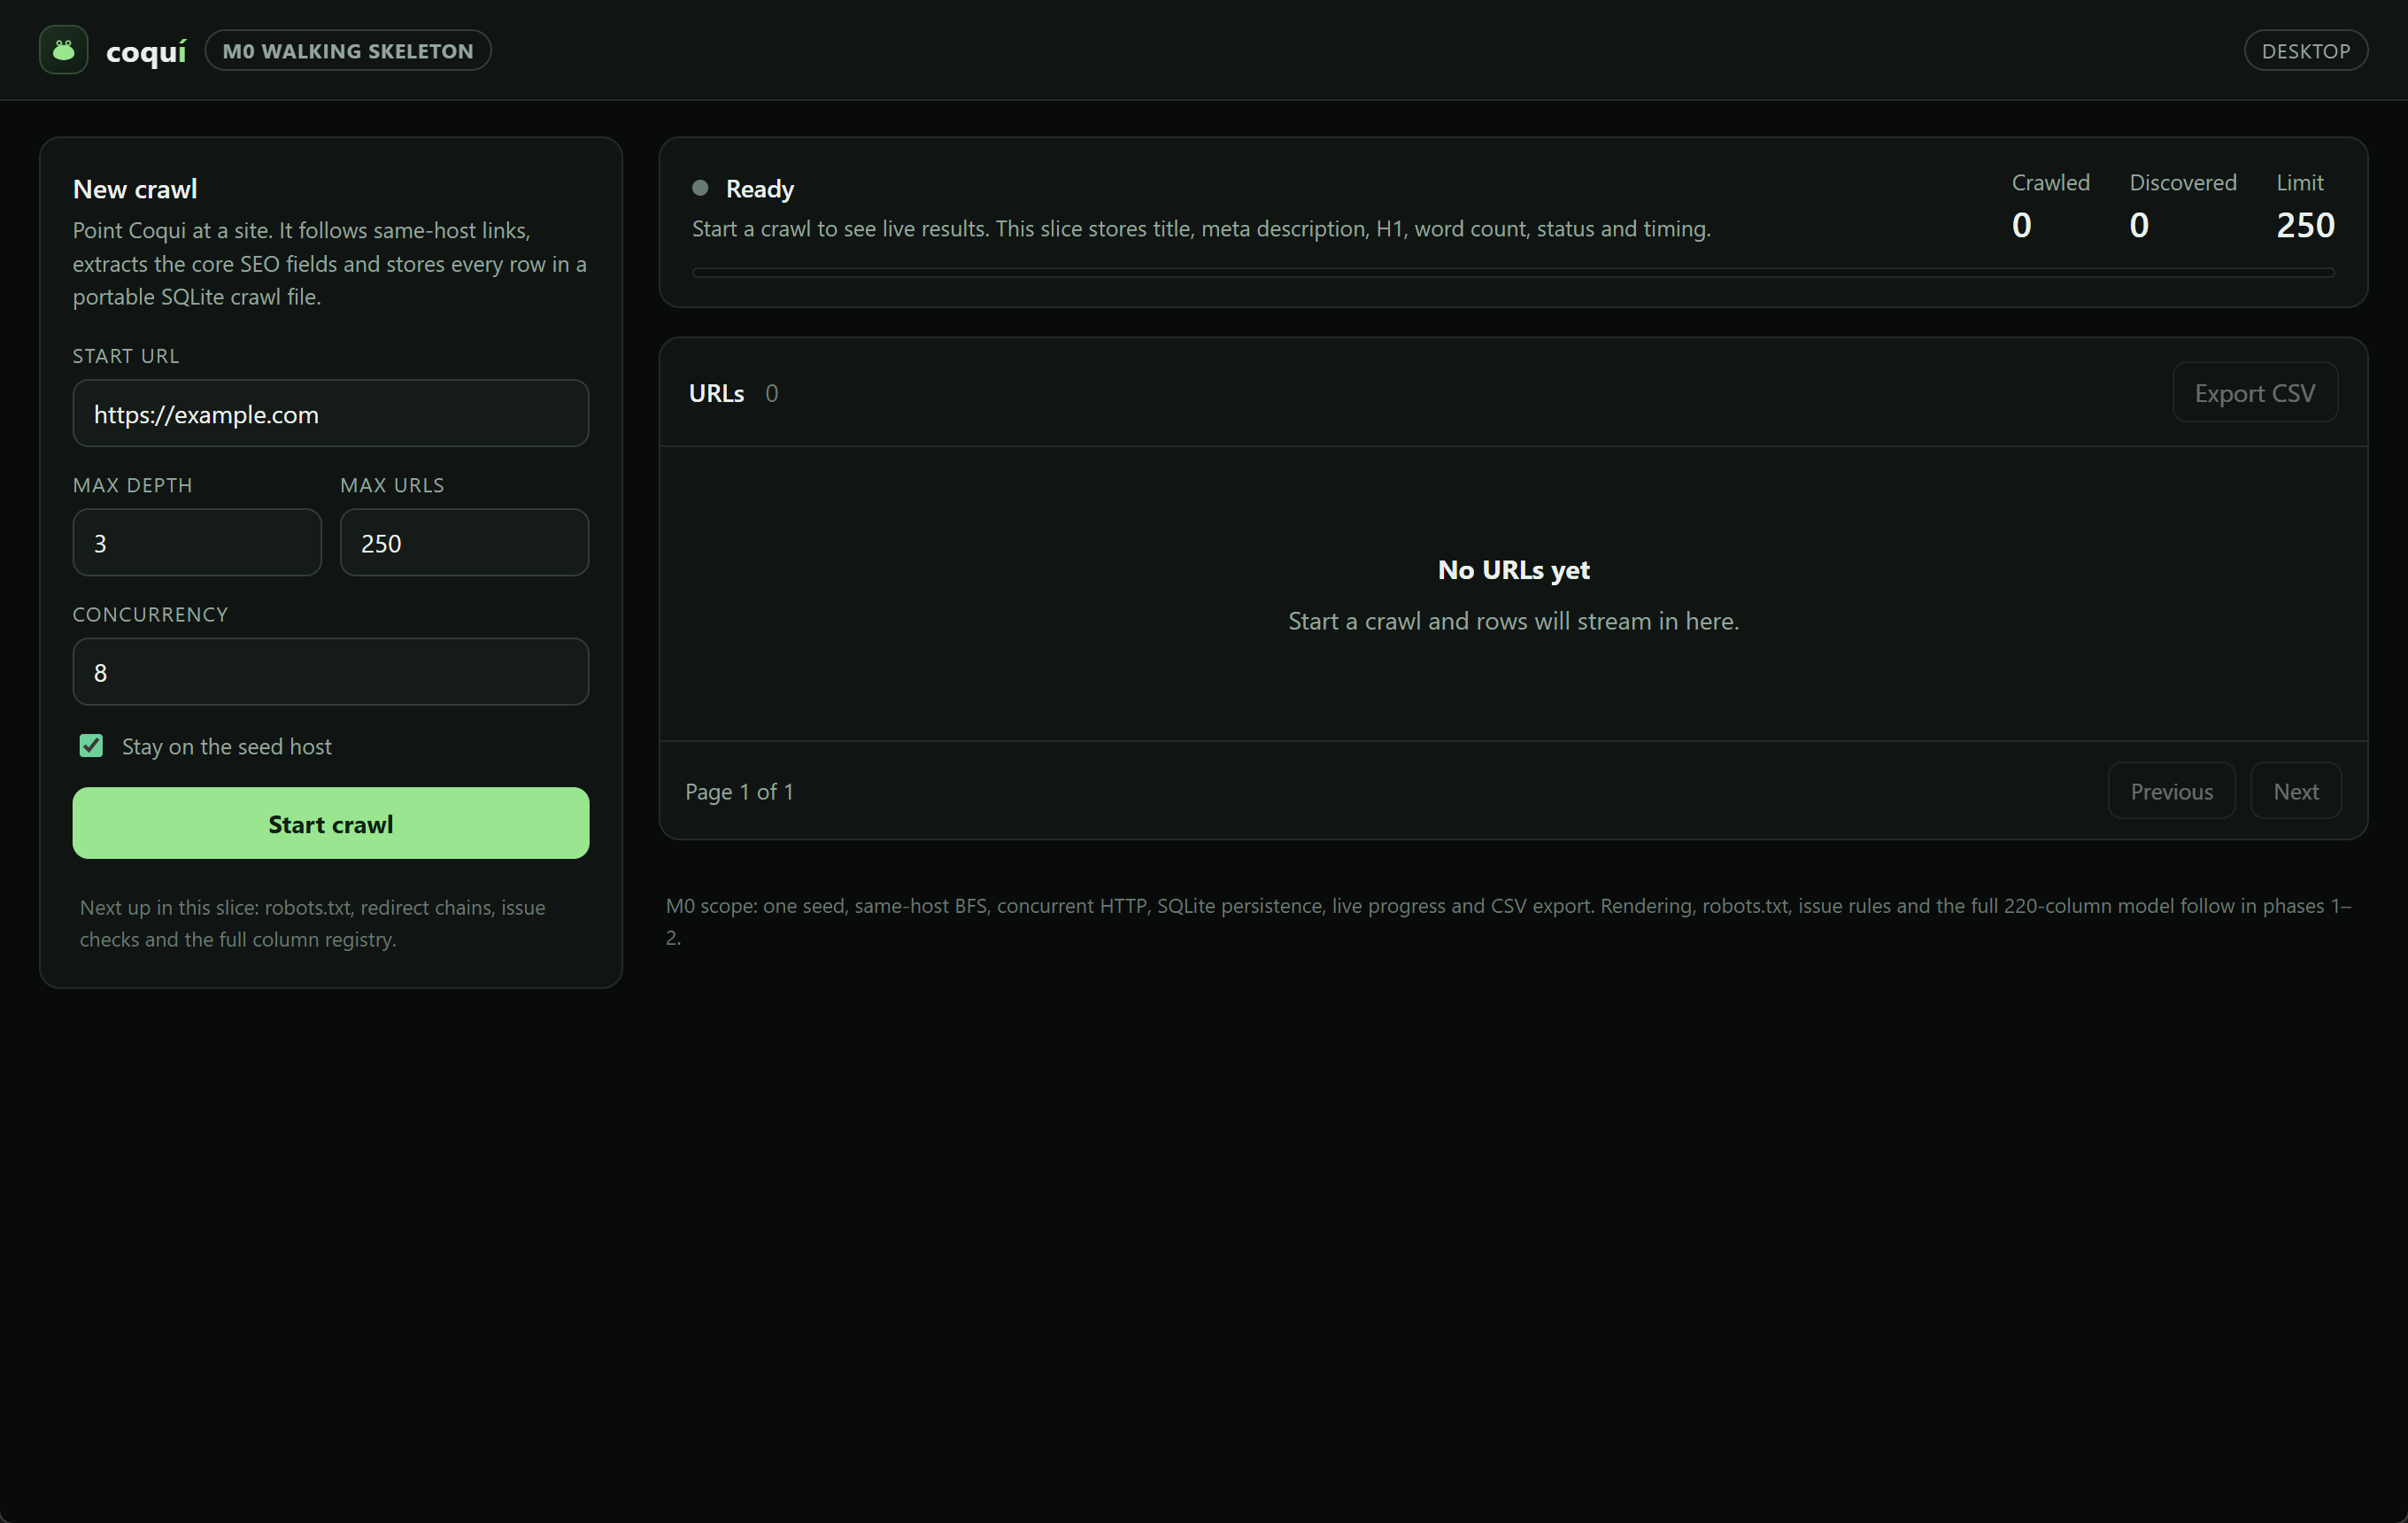 coquí
M0 WALKING SKELETON
DESKTOP
New crawl
Point Coqui at a site. It follows same-host links,
extracts the core SEO fields and stores every row in a
portable SQLite crawl file.
START URL
https://example.com
MAX DEPTH
MAX URLS
3
250
CONCURRENCY
8
Stay on the seed host
Start crawl
Next up in this slice: robots.txt, redirect chains, issue
checks and the full column registry.
Ready
Start a crawl to see live results. This slice stores title, meta description, H1, word count, status and timing.
Crawled
Discovered
Limit
0
0
250
URLs 0
Export CSV
No URLs yet
Start a crawl and rows will stream in here.
Page 1 of 1
Previous
Next
M0 scope: one seed, same-host BFS, concurrent HTTP, SQLite persistence, live progress and CSV export. Rendering, robots.txt, issue rules and the full 220-column model follow in phases 1–
2.